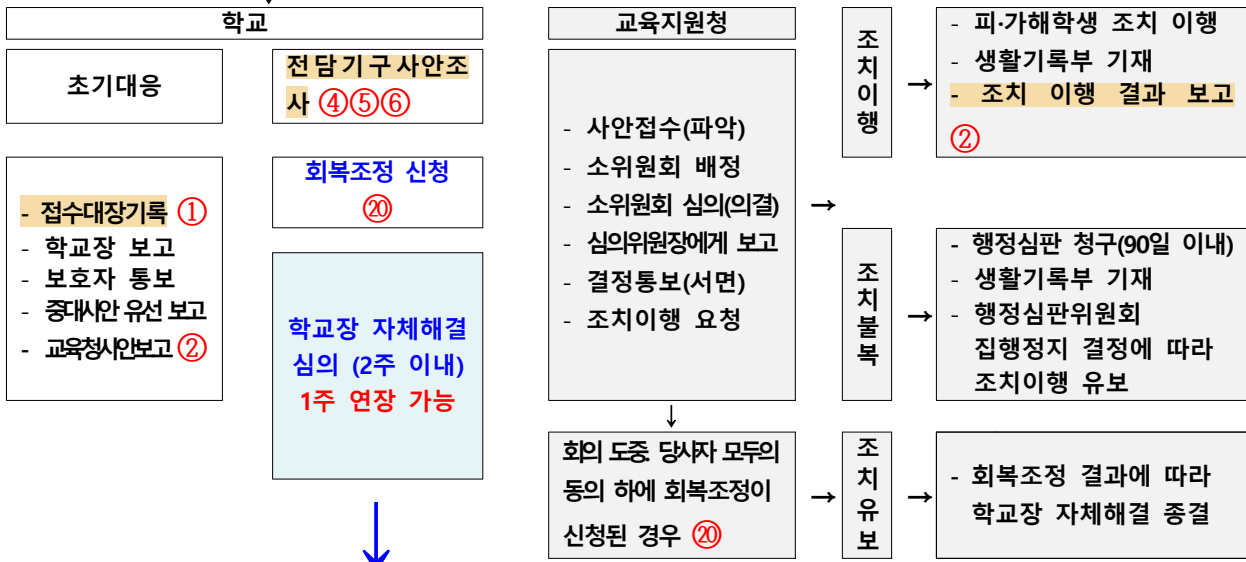 학교
초기대응
전담기구사안조
사 ④⑤⑥
- 접수대장기록 ①
- 학교장 보고
- 보호자 통보
- 중대사안 유선 보고
- 교육청사안보고 ②
회복조정 신청
⑳
학교장 자체해결
심의 (2주 이내)
1주 연장 가능
교육지원청
- 사안접수(파악)
- 소위원회 배정
- 소위원회 심의(의결)
- 심의위원장에게 보고
- 결정통보(서면)
- 조치이행 요청
↓
회의 도중. 당사자 모두의
동의 하에 회복조정이
신청된 경우 ⑳
→
조
치
이
행
→
- 피·가해학생 조치 이행
- 생활기록부 기재
- 조치 이행 결과 보고
②
조
치
불
복
→
- 행정심판 청구(90일 이내)
- 생활기록부 기재
- 행정심판위원회
집행정지 결정에 따라
조치이행 유보
→
조
치
유
보
→
- 회복조정 결과에 따라
학교장 자체해결 종결